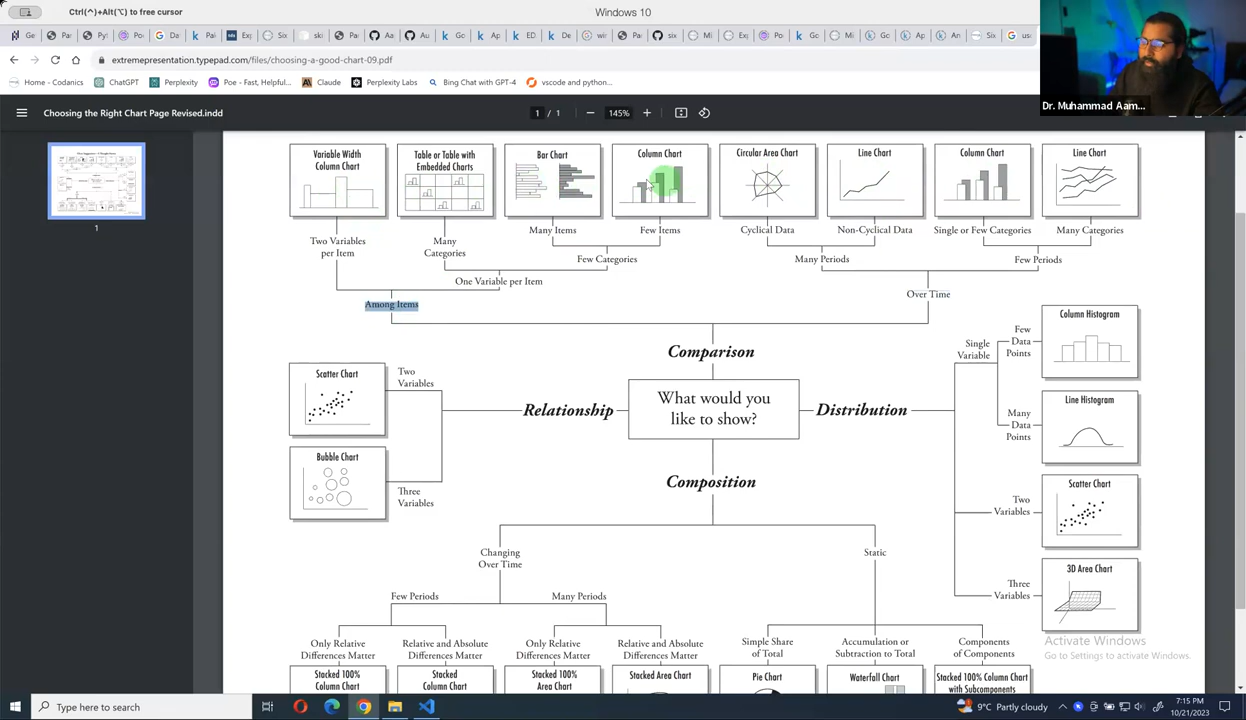 Ctrl(^)+Alt(⌥) to free cursor
Windows 10
extremepresentation.typepad.com/files/choosing-a-good-chart-09.pdf
Home - Codanics
ChatGPT
Perplexity
Poe - Fast, Helpful...
Claude
Perplexity Labs
Bing Chat with GPT-4
vscode and python...
Dr. Muhammad Aam...
Choosing the Right Chart Page Revised.indd
1 / 1
145%
1
Variable Width
Column Chart
Table or Table with
Embedded Charts
Bar Chart
Column Chart
Circular Area Chart
Line Chart
Column Chart
Line Chart
Two Variables
per Item
Many
Categories
Many Items
Few Items
Cyclical Data
Non-Cyclical Data
Single or Few Categories
Many Categories
Few Categories
Many Periods
Few Periods
One Variable per Item
Among Items
Over Time
Comparison
What would you
like to show?
Relationship
Two
Variables
Scatter Chart
Bubble Chart
Three
Variables
Distribution
Single
Variable
Few
Data
Points
Column Histogram
Many
Data
Points
Line Histogram
Two
Variables
Scatter Chart
Three
Variables
3D Area Chart
Composition
Changing
Over Time
Static
Few Periods
Many Periods
Only Relative
Differences Matter
Relative and Absolute
Differences Matter
Only Relative
Differences Matter
Relative and Absolute
Differences Matter
Simple Share
of Total
Accumulation or
Subtraction to Total
Components
of Components
Stacked 100%
Column Chart
Stacked
Column Chart
Stacked 100%
Area Chart
Stacked Area Chart
Pie Chart
Waterfall Chart
Stacked 100% Column Chart
with Subcomponents
Activate Windows
Go to Settings to activate Windows.
Type here to search
9°C Partly cloudy
7:15 PM
10/21/2023